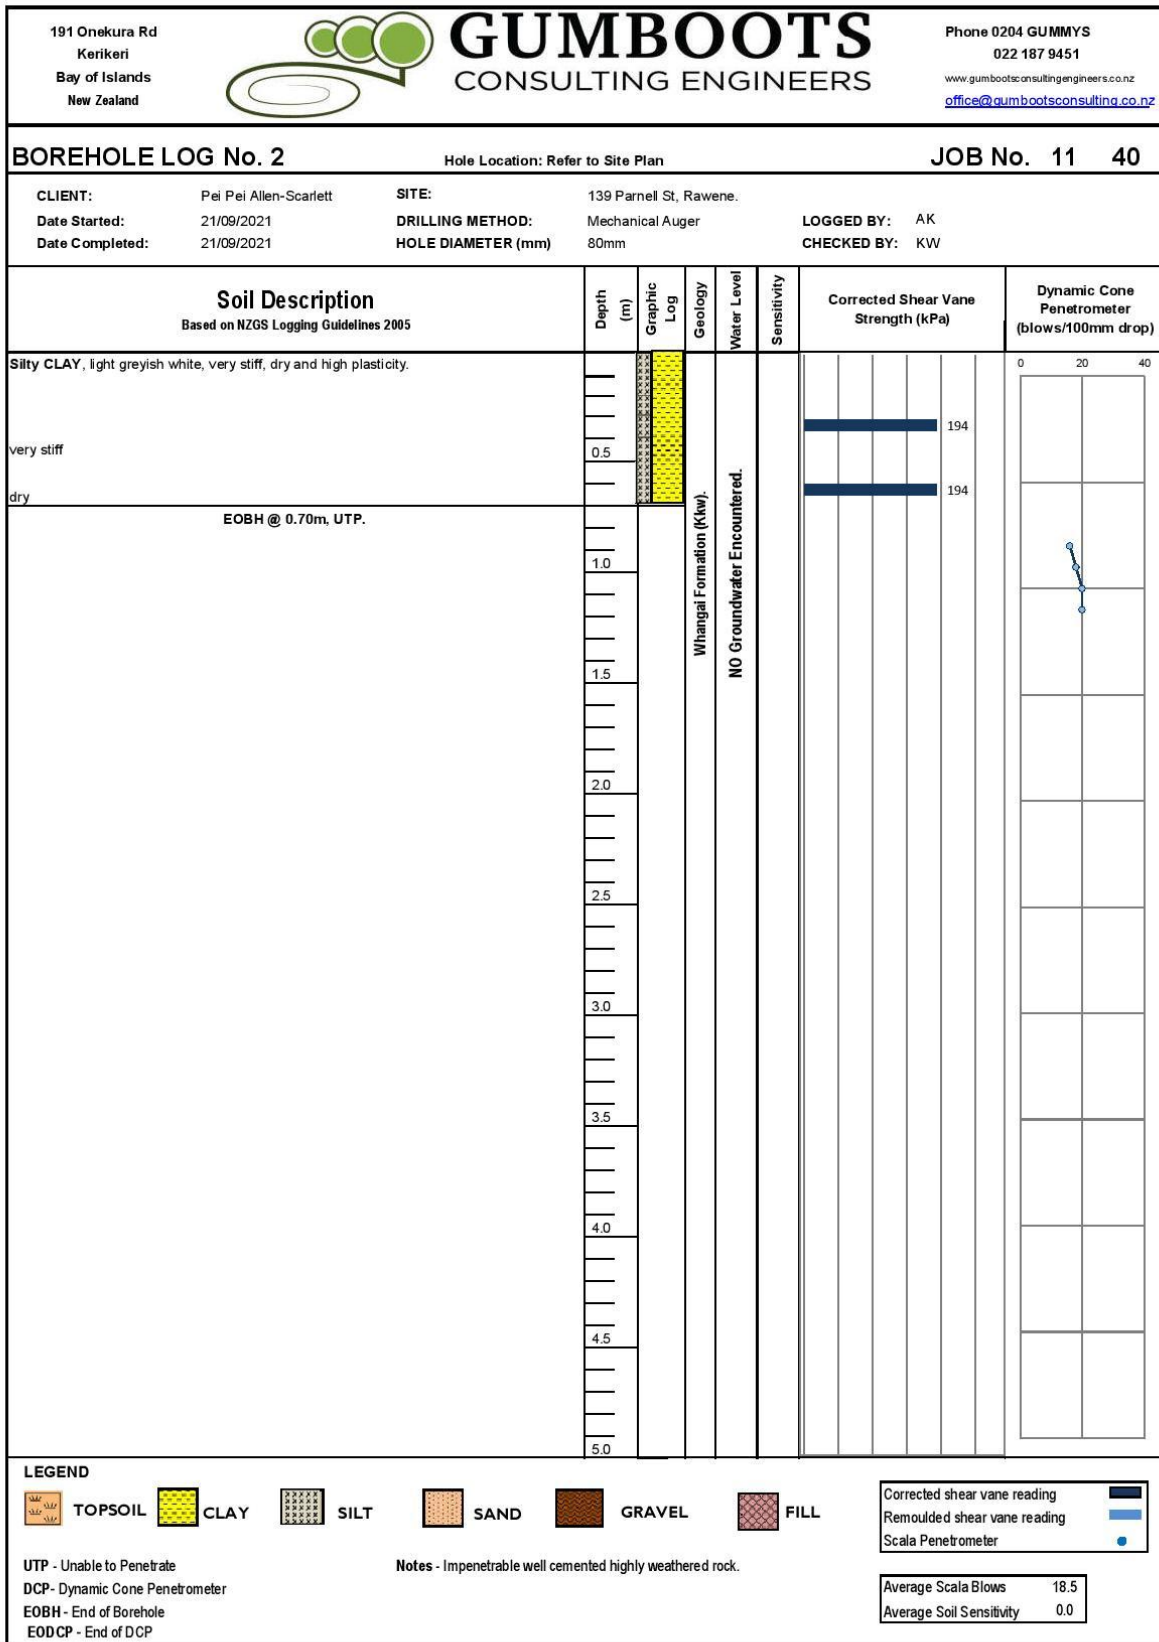 191 Onekura Rd
Kerikeri
Bay of Islands
New Zealand
GUMBOOTS
CONSULTING ENGINEERS
Phone 0204 GUMMYS
022 187 9451
www.gumbootsconsultingengineers.co.nz
office@gumbootsconsulting.co.nz
BOREHOLE LOG No. 2
Hole Location: Refer to Site Plan
JOB No. 11 40
CLIENT: Pei Pei Allen-Scarlett SITE: 139 Parnell St, Rawene.
Date Started: 21/09/2021 DRILLING METHOD: Mechanical Auger LOGGED BY: AK
Date Completed: 21/09/2021 HOLE DIAMETER (mm) 80mm CHECKED BY: KW
Soil Description
Based on NZGS Logging Guidelines 2005
Depth (m)
Graphic Log
Geology
Water Level
Sensitivity
Corrected Shear Vane
Strength (kPa)
Dynamic Cone
Penetrometer
(blows/100mm drop)
Silty CLAY, light greyish white, very stiff, dry and high plasticity.
0 20 40
194
very stiff
0.5
194
dry
EOBH @ 0.70m, UTP.
Whangai Formation (Kkw).
NO Groundwater Encountered.
1.0
1.5
2.0
2.5
3.0
3.5
4.0
4.5
5.0
LEGEND
TOPSOIL CLAY SILT SAND GRAVEL FILL
Corrected shear vane reading
Remoulded shear vane reading
Scala Penetrometer
UTP - Unable to Penetrate
Notes - Impenetrable well cemented highly weathered rock.
DCP- Dynamic Cone Penetrometer
EOBH - End of Borehole
EODCP - End of DCP
Average Scala Blows 18.5
Average Soil Sensitivity 0.0